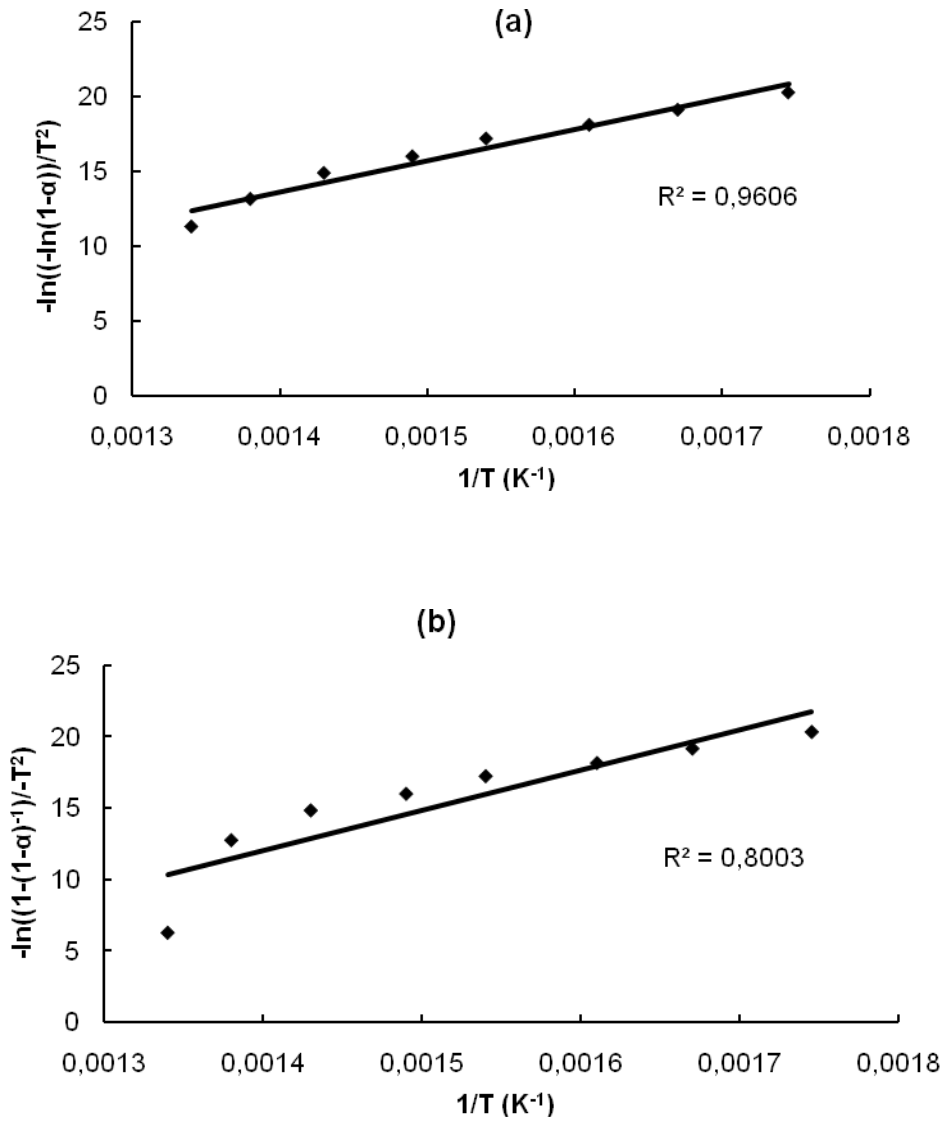 (a)
25
20
15
10
5
0
-ln((-ln(1-α))/T²)
R² = 0,9606
0,0013 0,0014 0,0015 0,0016 0,0017 0,0018
1/T (K⁻¹)
(b)
25
20
15
10
5
0
-ln((1-(1-α)⁻¹)/-T²)
R² = 0,8003
0,0013 0,0014 0,0015 0,0016 0,0017 0,0018
1/T (K⁻¹)